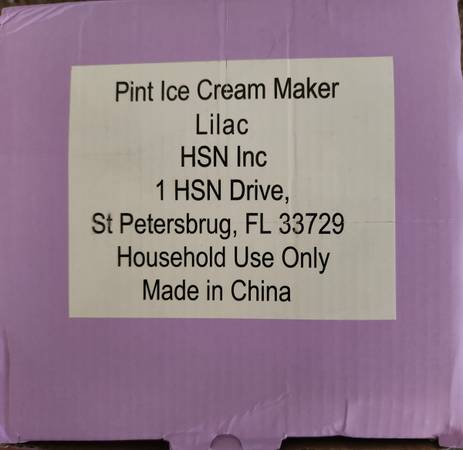 Pint Ice Cream Maker
Lilac
HSN Inc
1 HSN Drive,
St Petersbrug, FL 33729
Household Use Only
Made in China